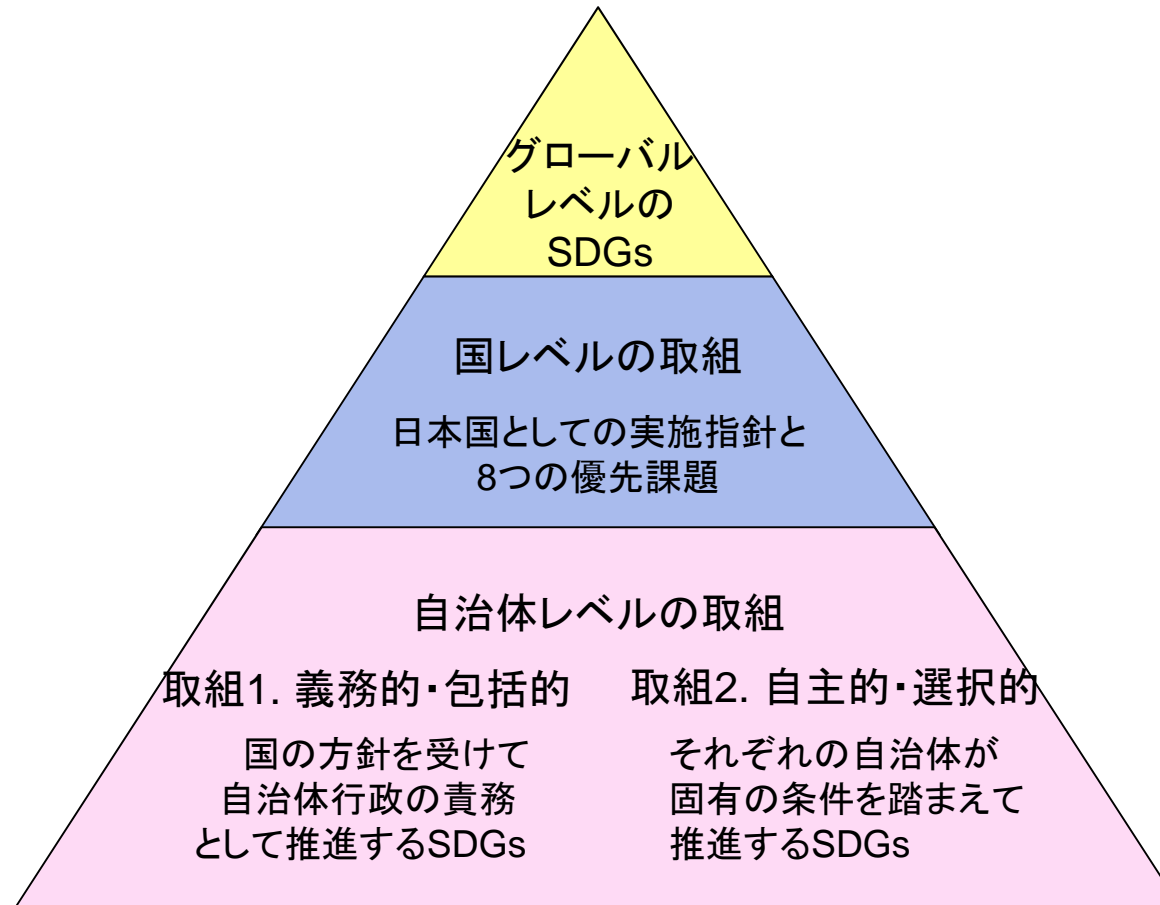 グローバル
レベルの
SDGs
国レベルの取組
日本国としての実施指針と
8つの優先課題
自治体レベルの取組
取組1. 義務的・包括的
国の方針を受けて
自治体行政の責務
として推進するSDGs
取組2. 自主的・選択的
それぞれの自治体が
固有の条件を踏まえて
推進するSDGs